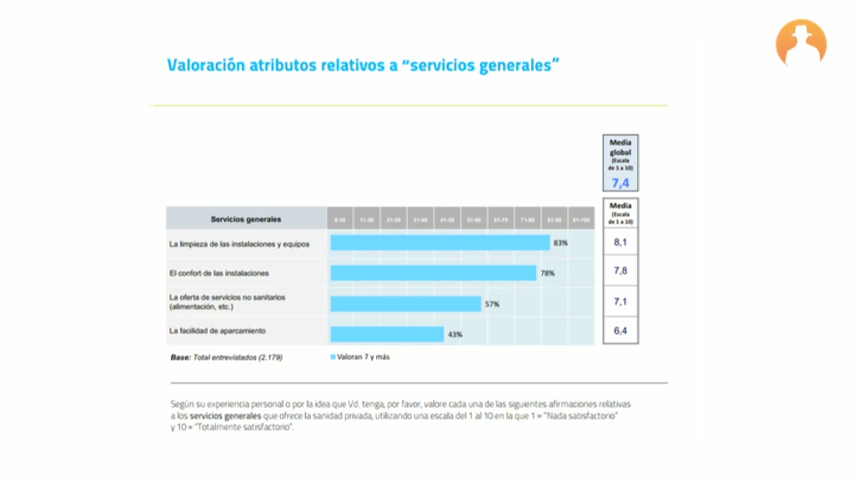 Valoración atributos relativos a “servicios generales”
Media
global
(Escala
de 1 a 10)
7,4
Media
(Escala
de 1 a 10)
Servicios generales
0-10 11-20 21-30 31-40 41-50 51-60 61-70 71-80 81-90 91-100
La limpieza de las instalaciones y equipos
83%
8,1
El confort de las instalaciones
78%
7,8
La oferta de servicios no sanitarios
(alimentación, etc.)
57%
7,1
La facilidad de aparcamiento
43%
6,4
Base: Total entrevistados (2.179)
Valoran 7 y más
Según su experiencia personal o por la idea que Vd. tenga, por favor, valore cada una de las siguientes afirmaciones relativas
a los servicios generales que ofrece la sanidad privada, utilizando una escala del 1 al 10 en la que 1 = “Nada satisfactorio”
y 10 = “Totalmente satisfactorio”.